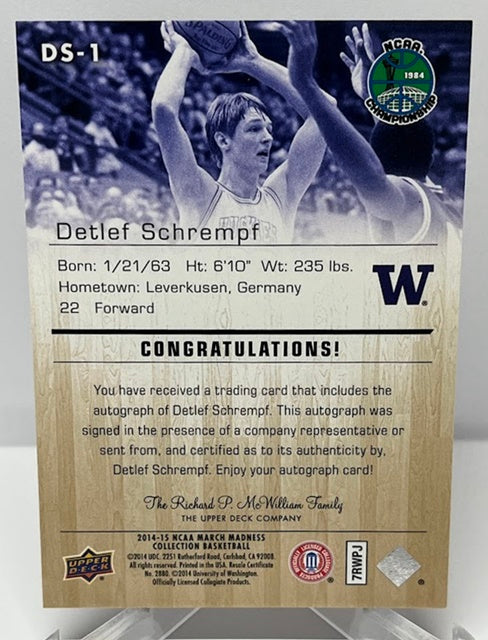 DS-1
SPALDING
NCAA
1984
CHAMPIONSHIP
Detlef Schrempf
Born: 1/21/63 Ht: 6'10" Wt: 235 lbs.
Hometown: Leverkusen, Germany
22 Forward
W®
CONGRATULATIONS!
You have received a trading card that includes the
autograph of Detlef Schrempf. This autograph was
signed in the presence of a company representative or
sent from, and certified as to its authenticity by,
Detlef Schrempf. Enjoy your autograph card!
The Richard P. McWilliam Family
THE UPPER DECK COMPANY
UPPER
DECK
2014-15 NCAA MARCH MADNESS
COLLECTION BASKETBALL
©2014 UDC. 2251 Rutherford Road, Carlsbad, CA 92008.
All rights reserved. Printed in the USA. Resale Certificate
No. 2880. ©2014 University of Washington.
Officially Licensed Collegiate Products.
OFFICIALLY LICENSED COLLEGIATE PRODUCTS
7RWPJ
®